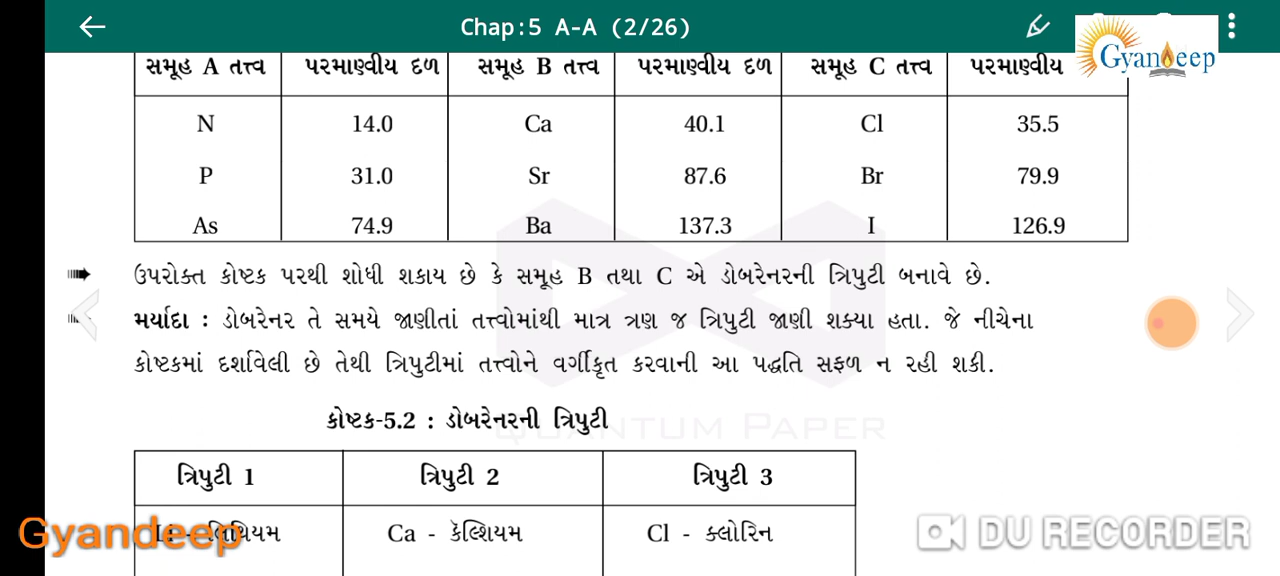 Chap:5 A-A (2/26)
Gyandeep
સમૂહ A તત્ત્વ પરમાણ્વીય દળ સમૂહ B તત્ત્વ પરમાણ્વીય દળ સમૂહ C તત્ત્વ પરમાણ્વીય
N 14.0 Ca 40.1 Cl 35.5
P 31.0 Sr 87.6 Br 79.9
As 74.9 Ba 137.3 I 126.9
ઉપરોક્ત કોષ્ટક પરથી શોધી શકાય છે કે સમૂહ B તથા C એ ડોબરેનરની ત્રિપુટી બનાવે છે.
મર્યાદા : ડોબરેનર તે સમયે જાણીતાં તત્ત્વોમાંથી માત્ર ત્રણ જ ત્રિપુટી જાણી શક્યા હતા. જે નીચેના
કોષ્ટકમાં દર્શાવેલી છે તેથી ત્રિપુટીમાં તત્ત્વોને વર્ગીકૃત કરવાની આ પદ્ધતિ સફળ ન રહી શકી.
કોષ્ટક-5.2 : ડોબરેનરની ત્રિપુટી
QUANTUM PAPER
ત્રિપુટી 1 ત્રિપુટી 2 ત્રિપુટી 3
Li - લિથિયમ Ca - કૅલ્શિયમ Cl - ક્લોરિન
Gyandeep
DU RECORDER